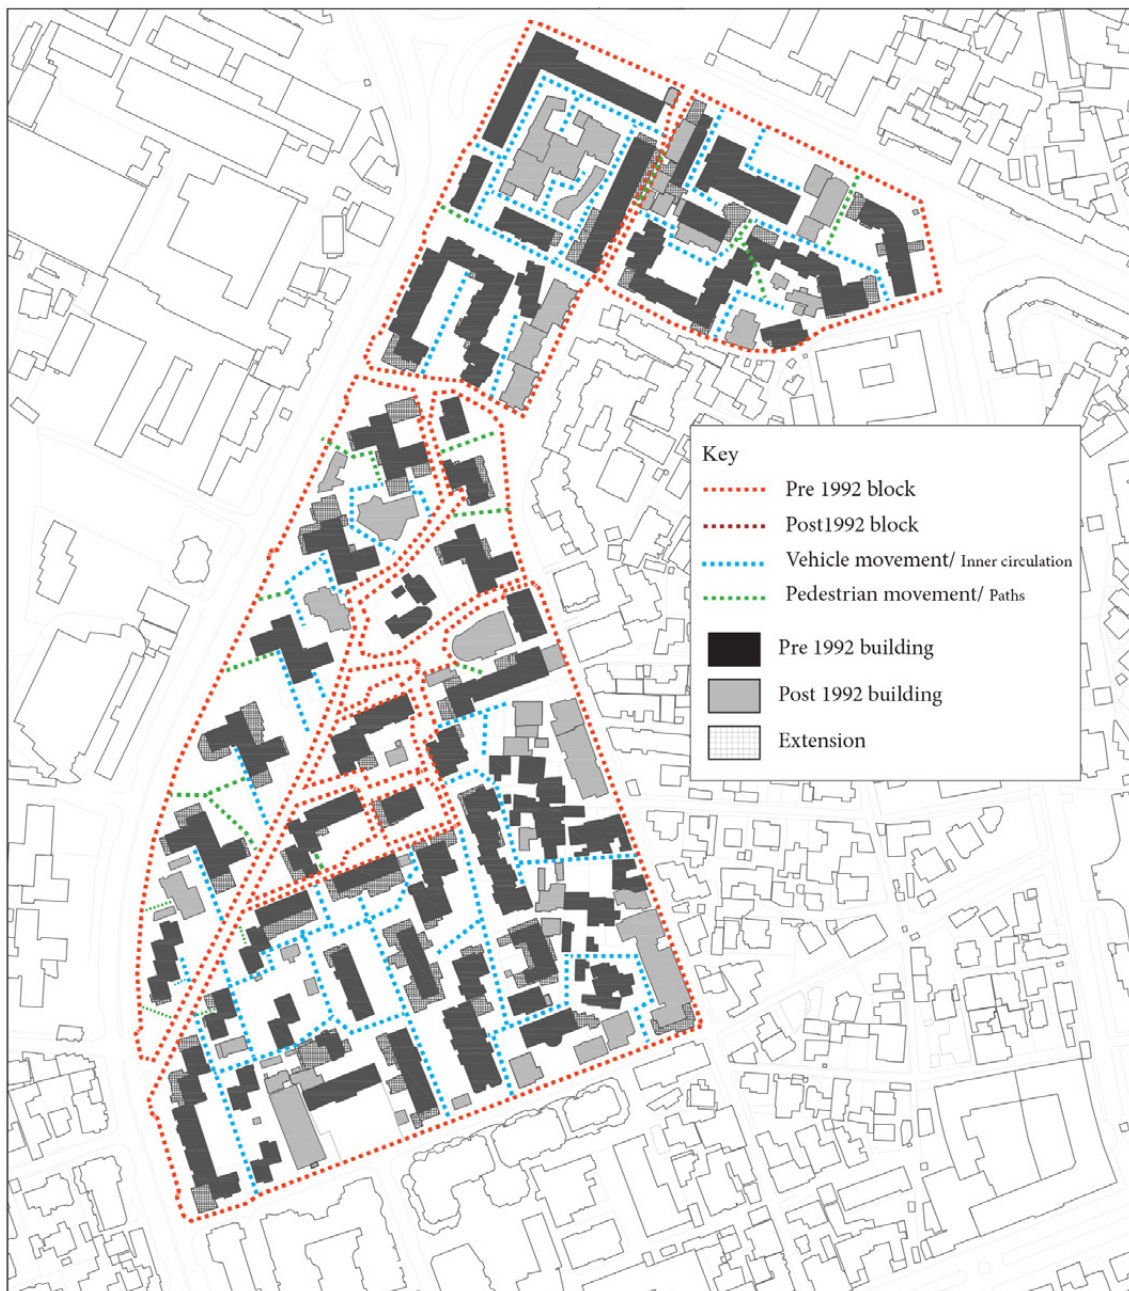 Key
Pre 1992 block
Post1992 block
Vehicle movement/ Inner circulation
Pedestrian movement/ Paths
Pre 1992 building
Post 1992 building
Extension